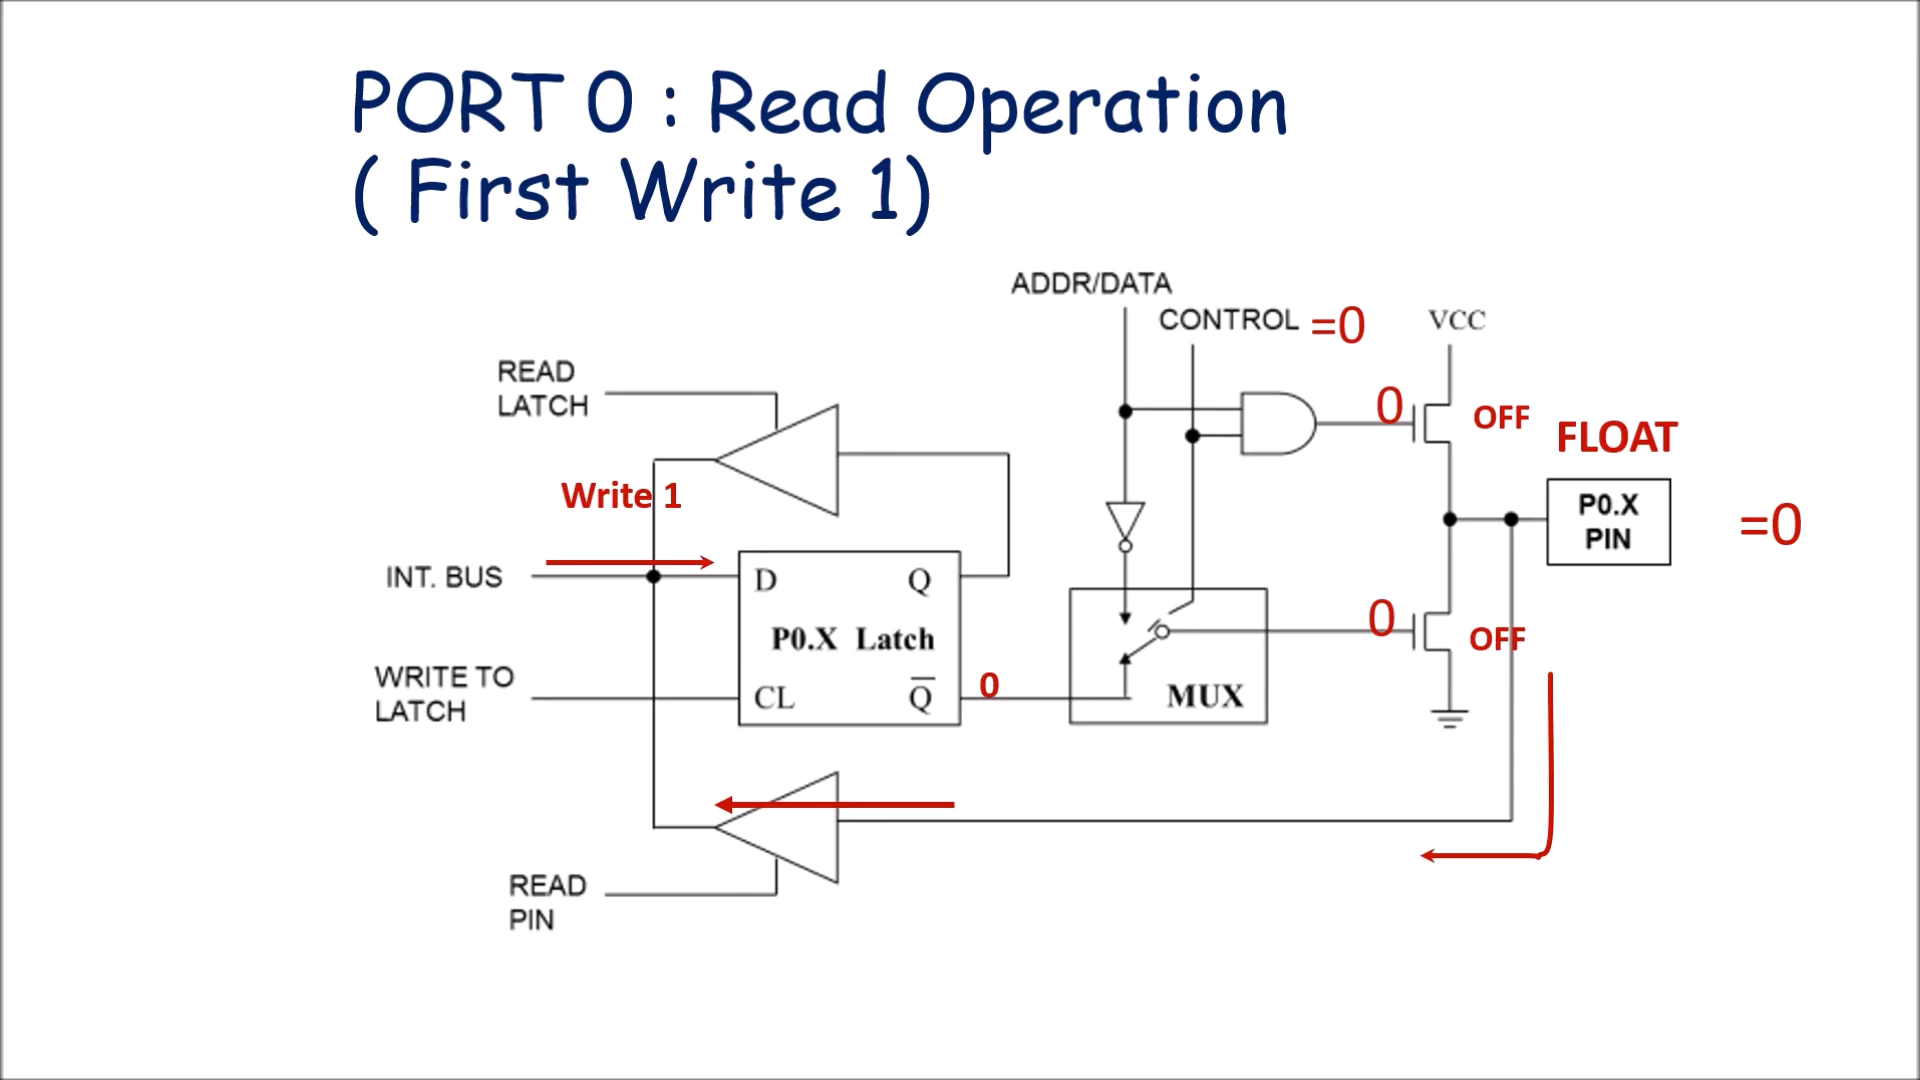 PORT 0 : Read Operation
( First Write 1)
ADDR/DATA
CONTROL =0
VCC
READ
LATCH
0
OFF
FLOAT
Write 1
P0.X
PIN
=0
INT. BUS
D
Q
P0.X Latch
0
OFF
WRITE TO
LATCH
CL
Q̅
0
MUX
READ
PIN